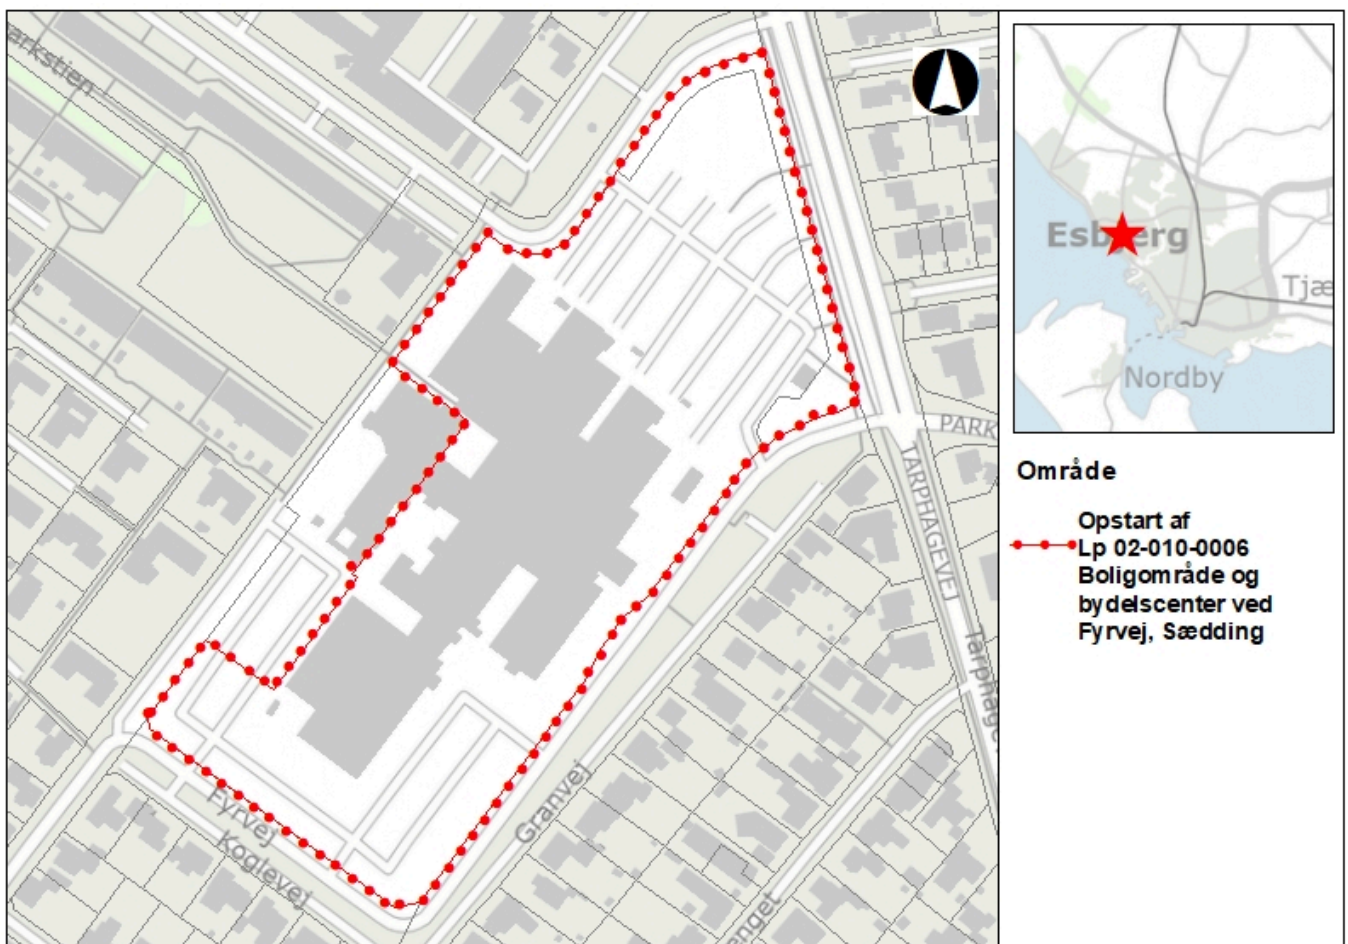 arkstien
PARK
TARPHAGEVEJ
Tarphage
Fyrvej
Koglevej
Granvej
enget
Esbjerg
Tjæ
Nordby
Område
Opstart af
Lp 02-010-0006
Boligområde og
bydelscenter ved
Fyrvej, Sædding